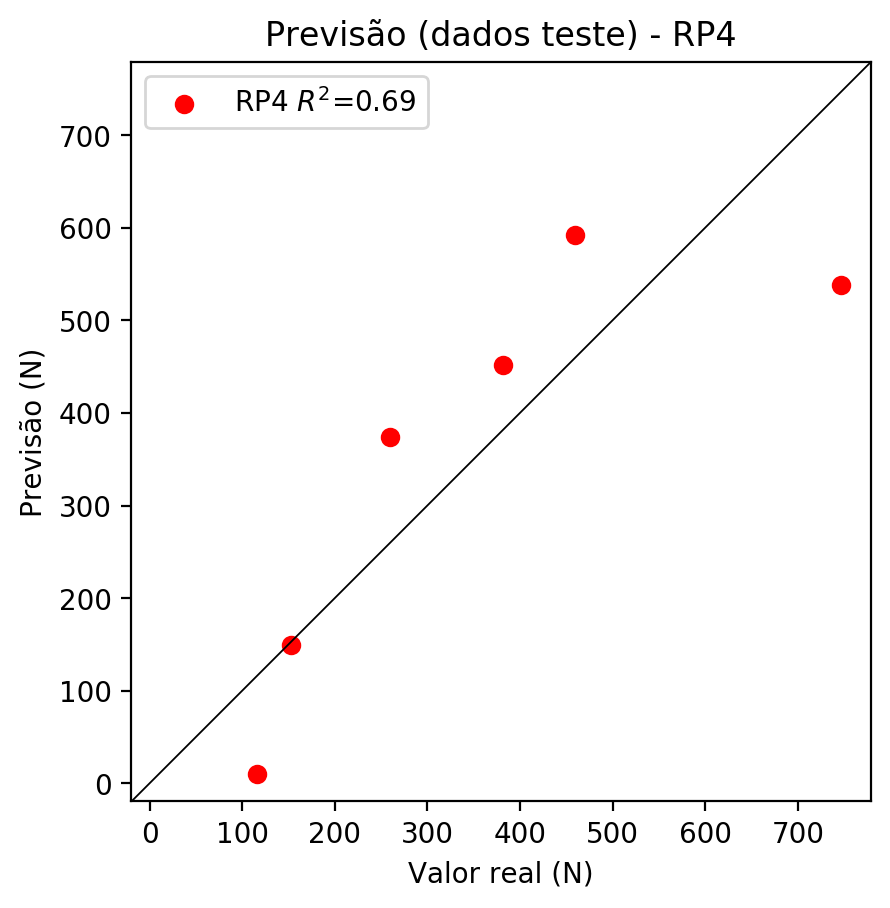 Previsão (dados teste) - RP4
RP4 R²=0.69
Previsão (N)
700
600
500
400
300
200
100
0
0 100 200 300 400 500 600 700
Valor real (N)